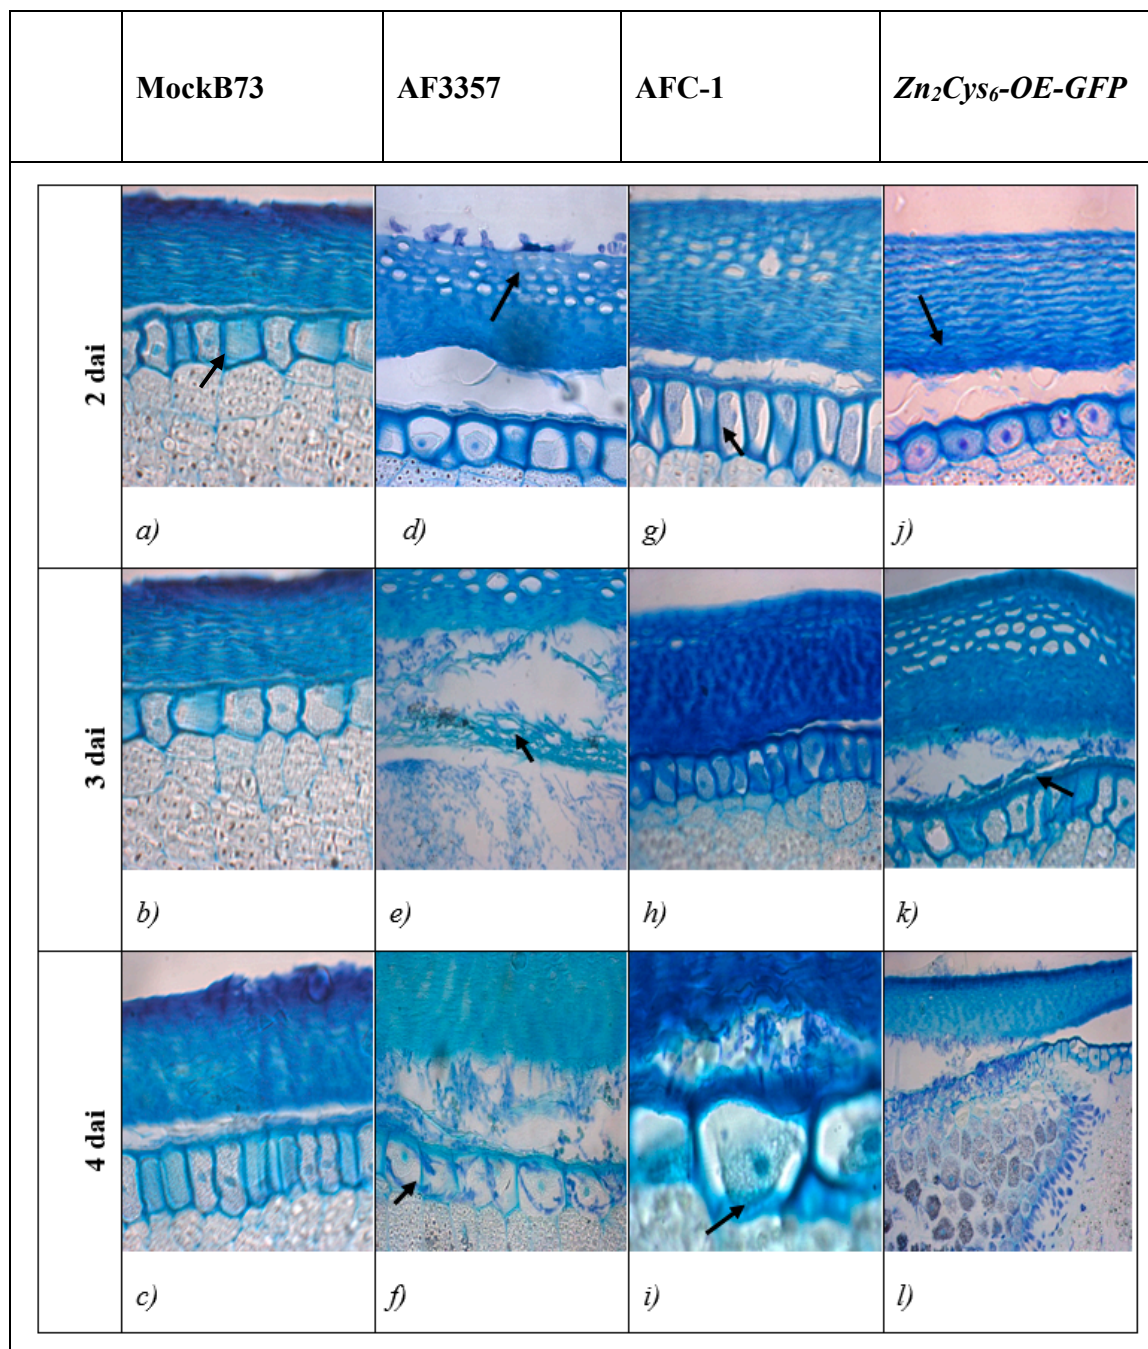 MockB73 AF3357 AFC-1 Zn₂Cys₆-OE-GFP
2 dai
a) d) g) j)
3 dai
b) e) h) k)
4 dai
c) f) i) l)